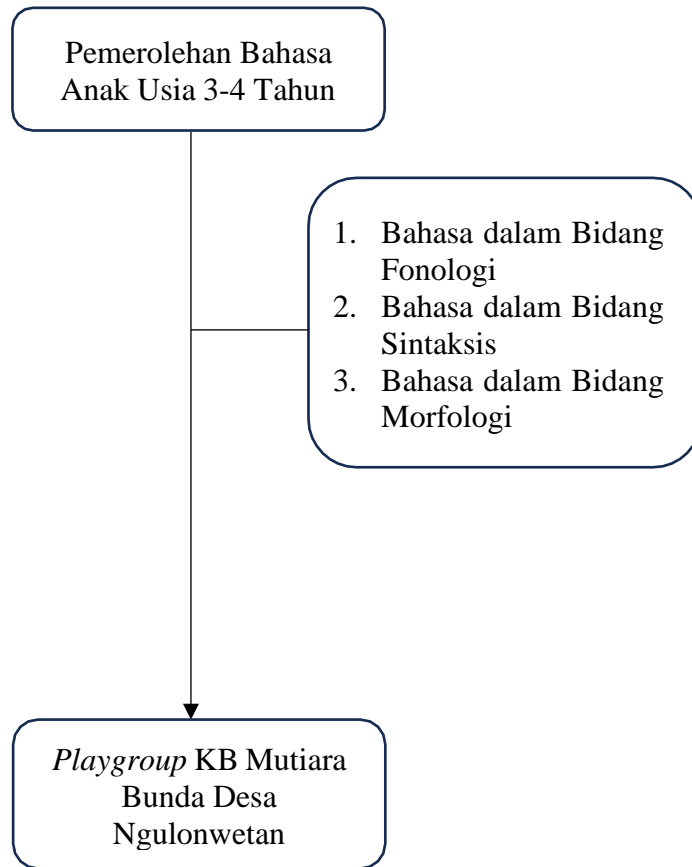 Pemerolehan Bahasa
Anak Usia 3-4 Tahun
1. Bahasa dalam Bidang
Fonologi
2. Bahasa dalam Bidang
Sintaksis
3. Bahasa dalam Bidang
Morfologi
Playgroup KB Mutiara
Bunda Desa
Ngulonwetan